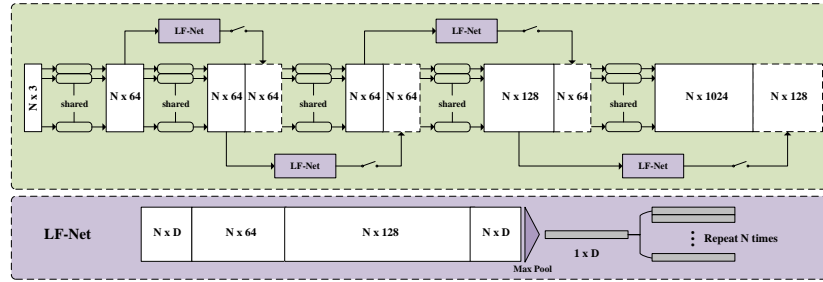 LF-Net
LF-Net
N x 3
shared
N x 64
shared
N x 64
N x 64
shared
N x 64
N x 64
shared
N x 128
N x 64
shared
N x 1024
N x 128
LF-Net
LF-Net
LF-Net
N x D
N x 64
N x 128
N x D
Max Pool
1 x D
Repeat N times